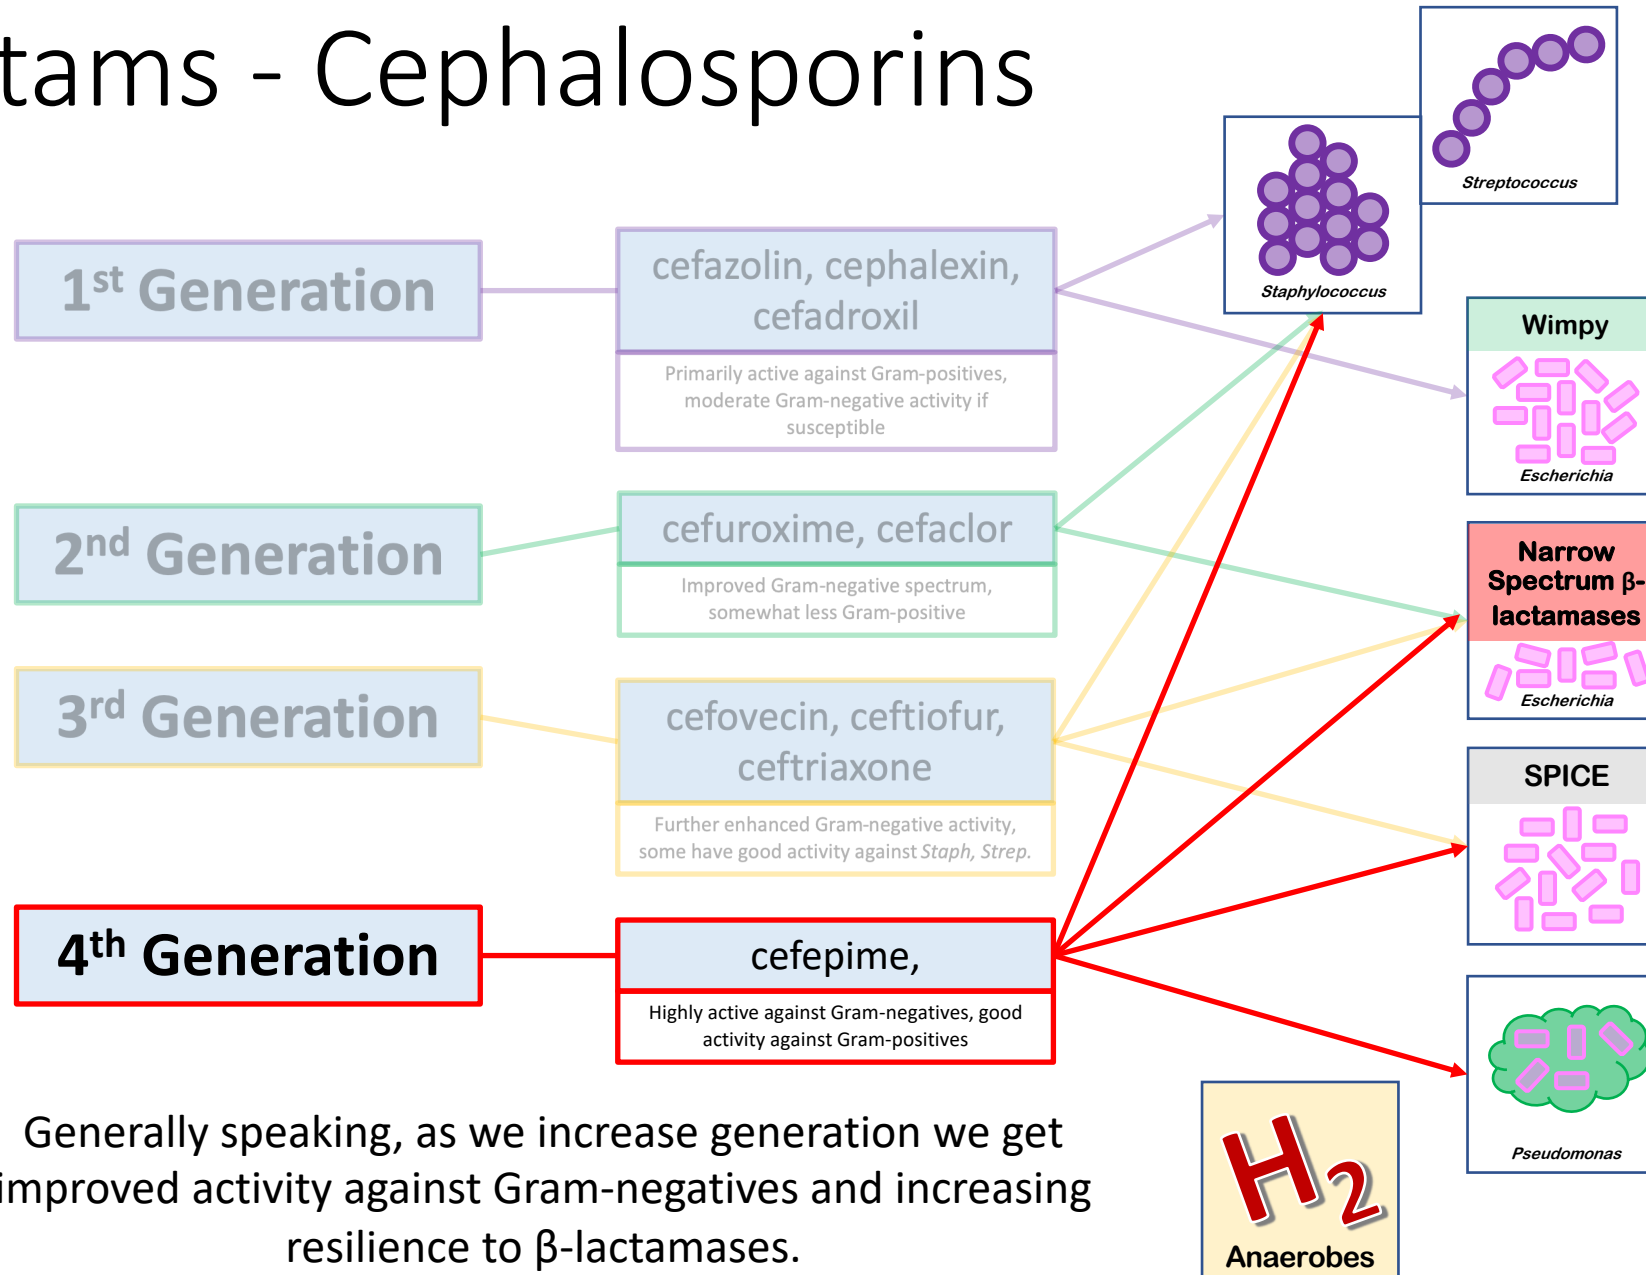 tams - Cephalosporins
Streptococcus
Staphylococcus
1st Generation
cefazolin, cephalexin,
cefadroxil
Primarily active against Gram-positives,
moderate Gram-negative activity if
susceptible
Wimpy
Escherichia
2nd Generation
cefuroxime, cefaclor
Improved Gram-negative spectrum,
somewhat less Gram-positive
Narrow
Spectrum β-
lactamases
Escherichia
3rd Generation
cefovecin, ceftiofur,
ceftriaxone
Further enhanced Gram-negative activity,
some have good activity against Staph, Strep.
SPICE
4th Generation
cefepime,
Highly active against Gram-negatives, good
activity against Gram-positives
Pseudomonas
Generally speaking, as we increase generation we get
improved activity against Gram-negatives and increasing
resilience to β-lactamases.
H2
Anaerobes